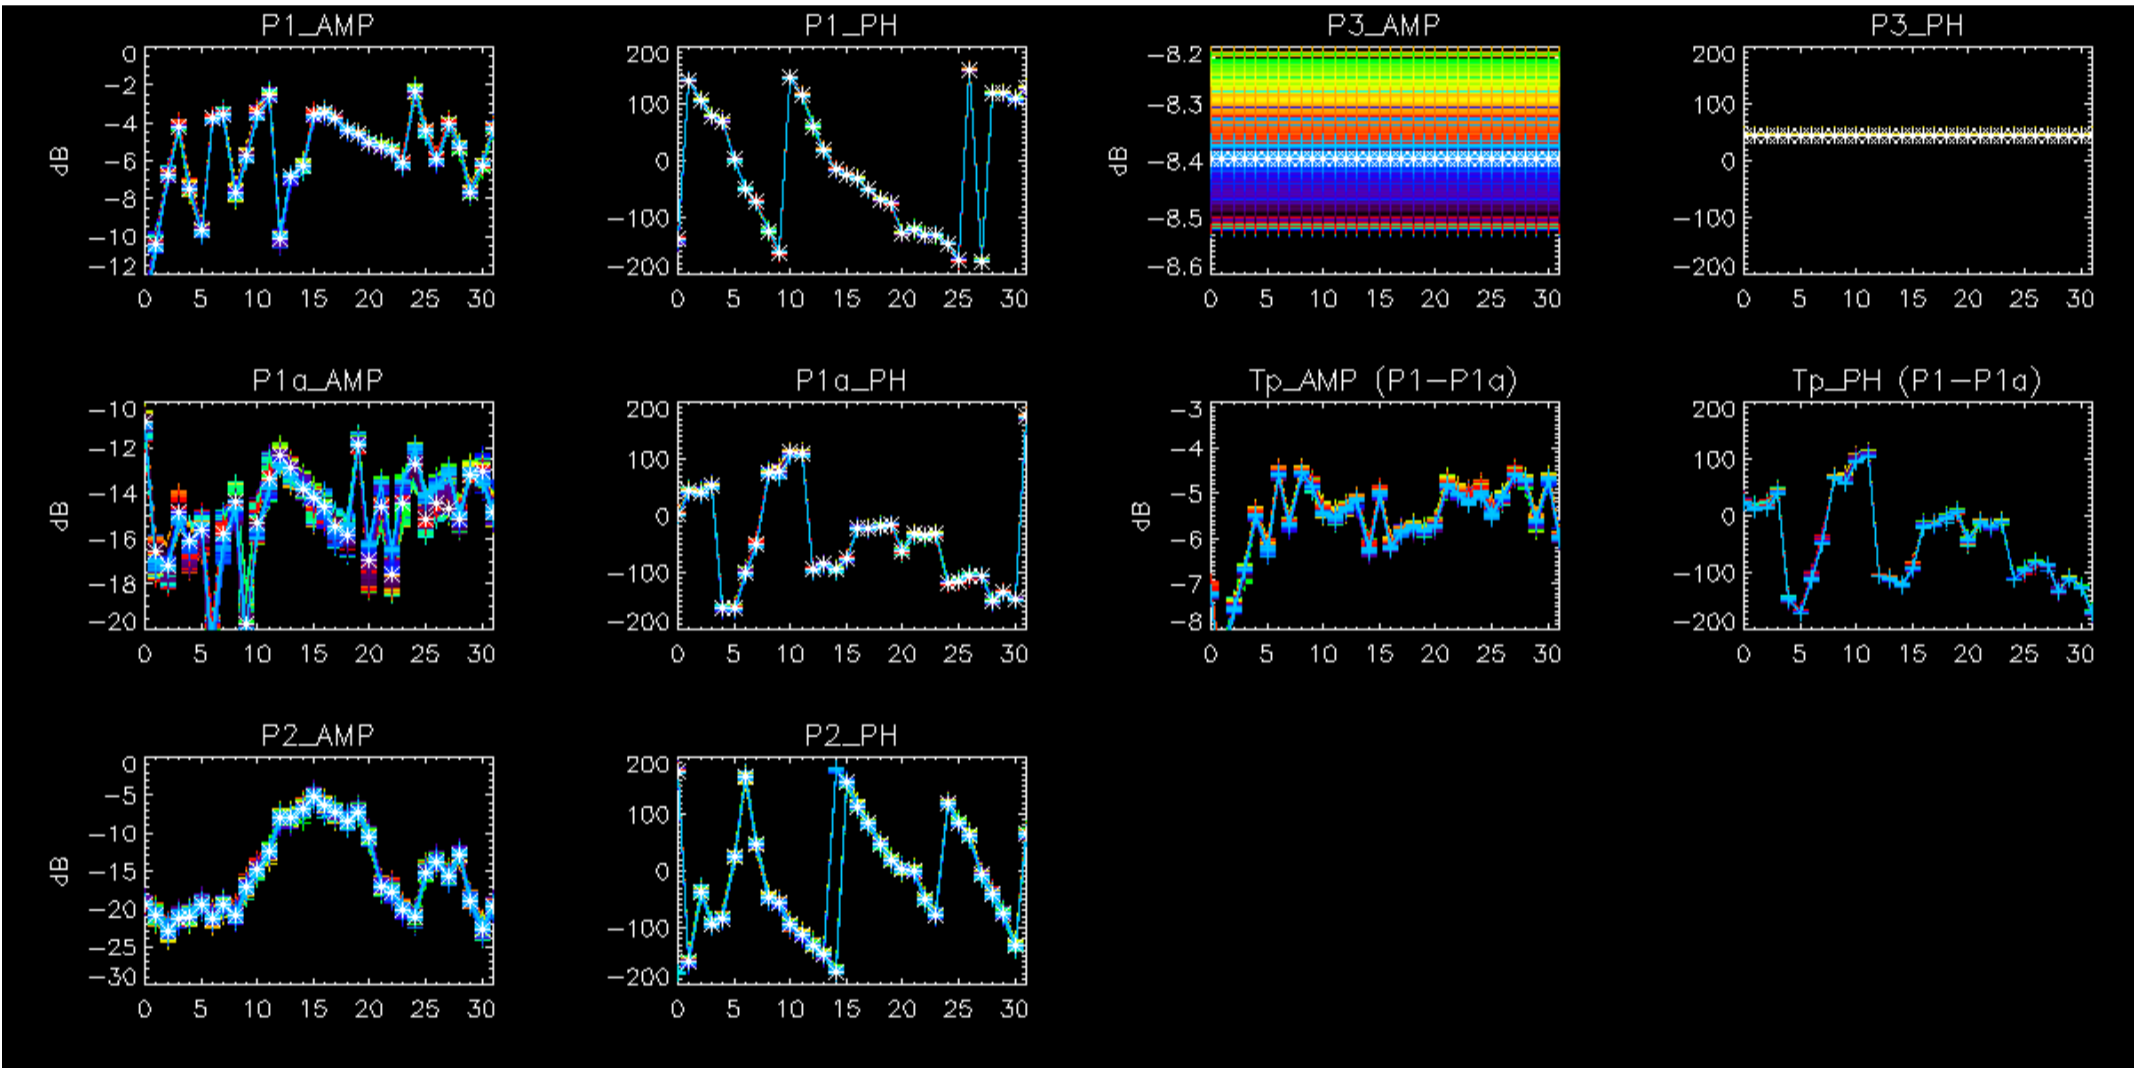 P1_AMP
0
−2
−4
−6
−8
−10
−12
dB
0 5 10 15 20 25 30
P1_PH
200
100
0
−100
−200
0 5 10 15 20 25 30
P3_AMP
−8.2
−8.3
−8.4
−8.5
−8.6
dB
0 5 10 15 20 25 30
P3_PH
200
100
0
−100
−200
0 5 10 15 20 25 30
P1a_AMP
−10
−12
−14
−16
−18
−20
dB
0 5 10 15 20 25 30
P1a_PH
200
100
0
−100
−200
0 5 10 15 20 25 30
Tp_AMP (P1−P1a)
−3
−4
−5
−6
−7
−8
dB
0 5 10 15 20 25 30
Tp_PH (P1−P1a)
200
100
0
−100
−200
0 5 10 15 20 25 30
P2_AMP
0
−5
−10
−15
−20
−25
−30
dB
0 5 10 15 20 25 30
P2_PH
200
100
0
−100
−200
0 5 10 15 20 25 30